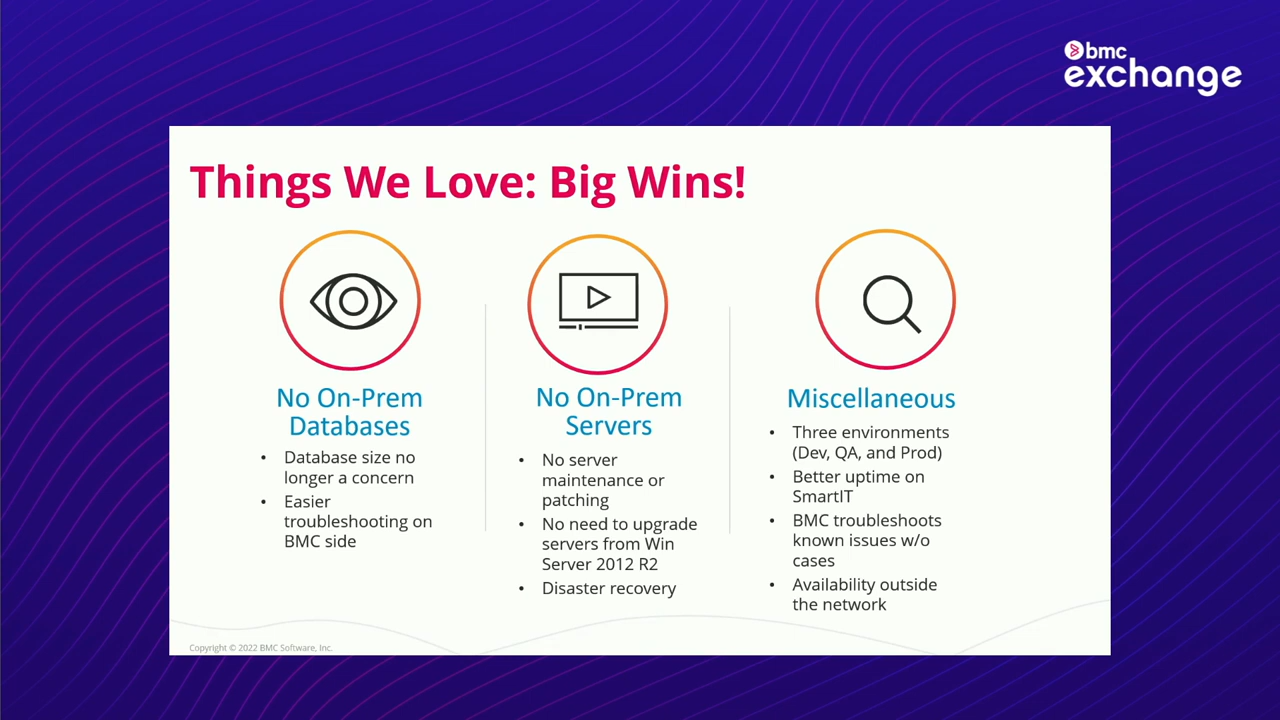 bmc
exchange
Things We Love: Big Wins!
No On-Prem
Databases
• Database size no
longer a concern
• Easier
troubleshooting on
BMC side
No On-Prem
Servers
• No server
maintenance or
patching
• No need to upgrade
servers from Win
Server 2012 R2
• Disaster recovery
Miscellaneous
• Three environments
(Dev, QA, and Prod)
• Better uptime on
SmartIT
• BMC troubleshoots
known issues w/o
cases
• Availability outside
the network
Copyright © 2022 BMC Software, Inc.